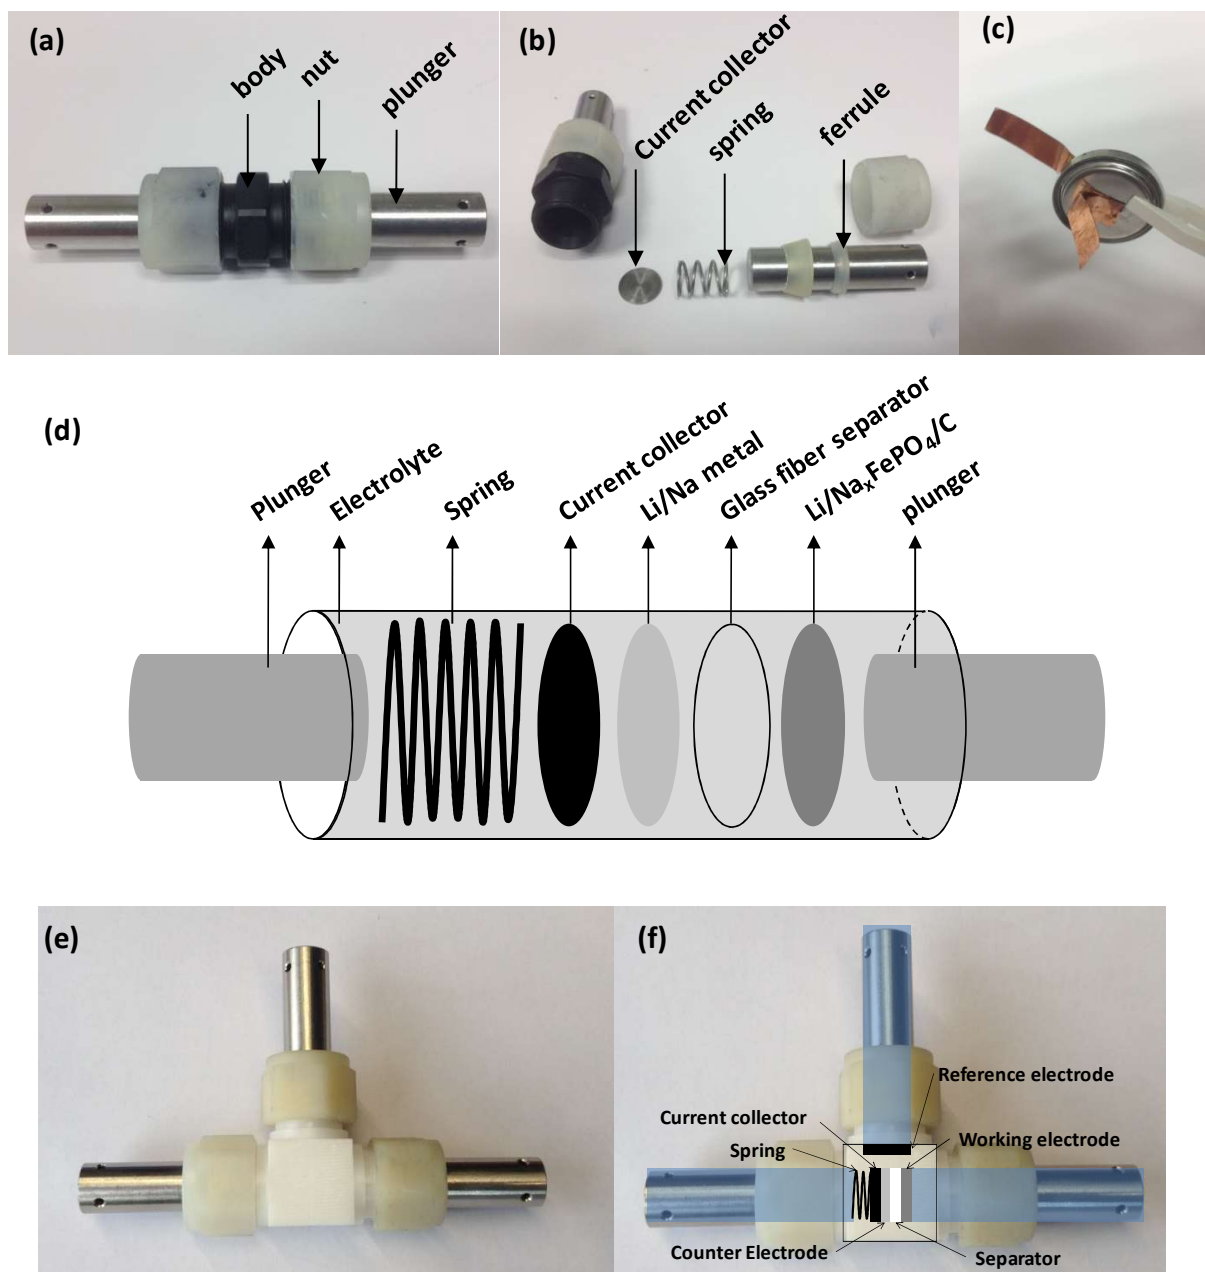 (a)
body
nut
plunger
(b)
Current collector
spring
ferrule
(c)
(d)
Plunger
Electrolyte
Spring
Current collector
Li/Na metal
Glass fiber separator
Li/NaₓFePO₄/C
plunger
(e)
(f)
Reference electrode
Current collector
Working electrode
Spring
Counter Electrode
Separator